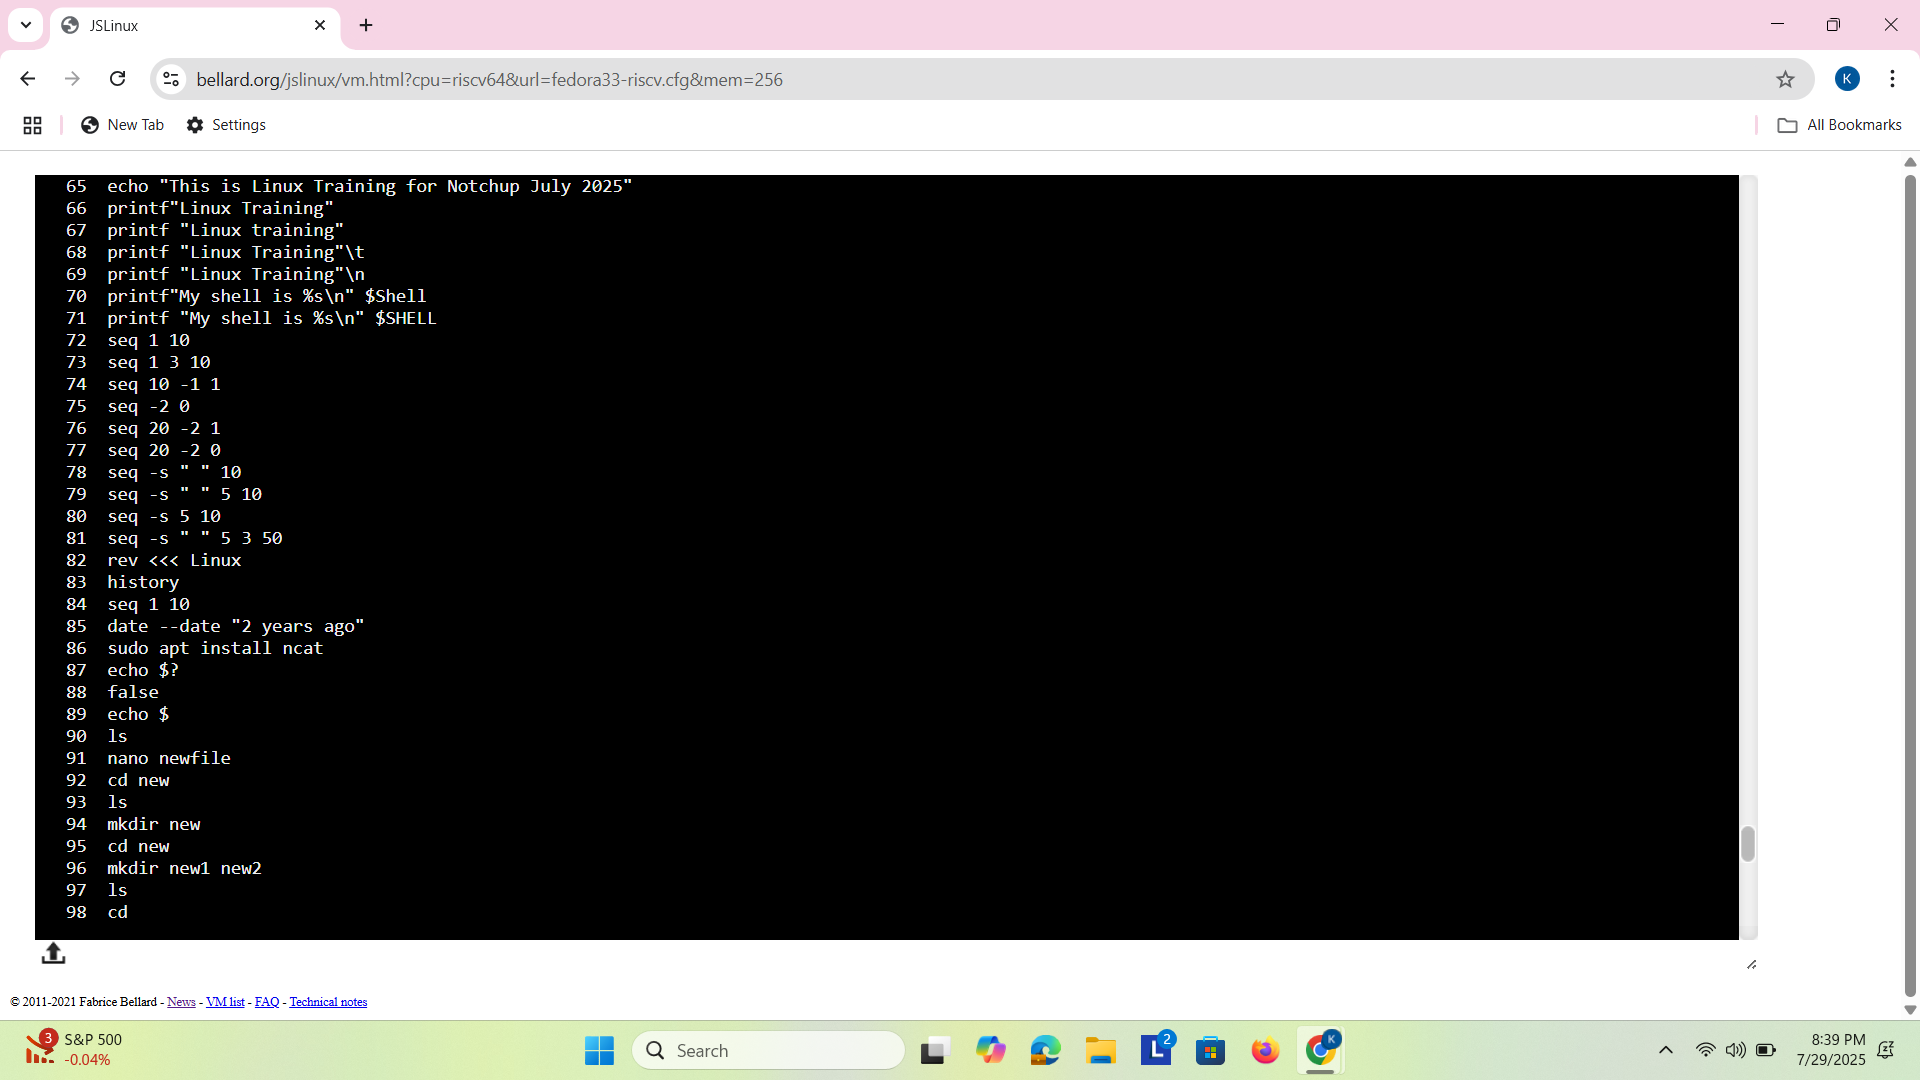 JSLinux
bellard.org/jslinux/vm.html?cpu=riscv64&url=fedora33-riscv.cfg&mem=256
K
New Tab
Settings
All Bookmarks
65 echo "This is Linux Training for Notchup July 2025"
66 printf"Linux Training"
67 printf "Linux training"
68 printf "Linux Training"\t
69 printf "Linux Training"\n
70 printf"My shell is %s\n" $Shell
71 printf "My shell is %s\n" $SHELL
72 seq 1 10
73 seq 1 3 10
74 seq 10 -1 1
75 seq -2 0
76 seq 20 -2 1
77 seq 20 -2 0
78 seq -s " " 10
79 seq -s " " 5 10
80 seq -s 5 10
81 seq -s " " 5 3 50
82 rev <<< Linux
83 history
84 seq 1 10
85 date --date "2 years ago"
86 sudo apt install ncat
87 echo $?
88 false
89 echo $
90 ls
91 nano newfile
92 cd new
93 ls
94 mkdir new
95 cd new
96 mkdir new1 new2
97 ls
98 cd
© 2011-2021 Fabrice Bellard - News - VM list - FAQ - Technical notes
3
S&P 500
-0.04%
Search
L
2
K
8:39 PM
7/29/2025